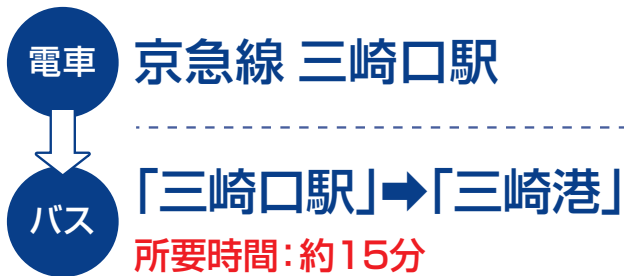 電車
京急線 三崎口駅
バス
「三崎口駅」➡「三崎港」
所要時間：約15分